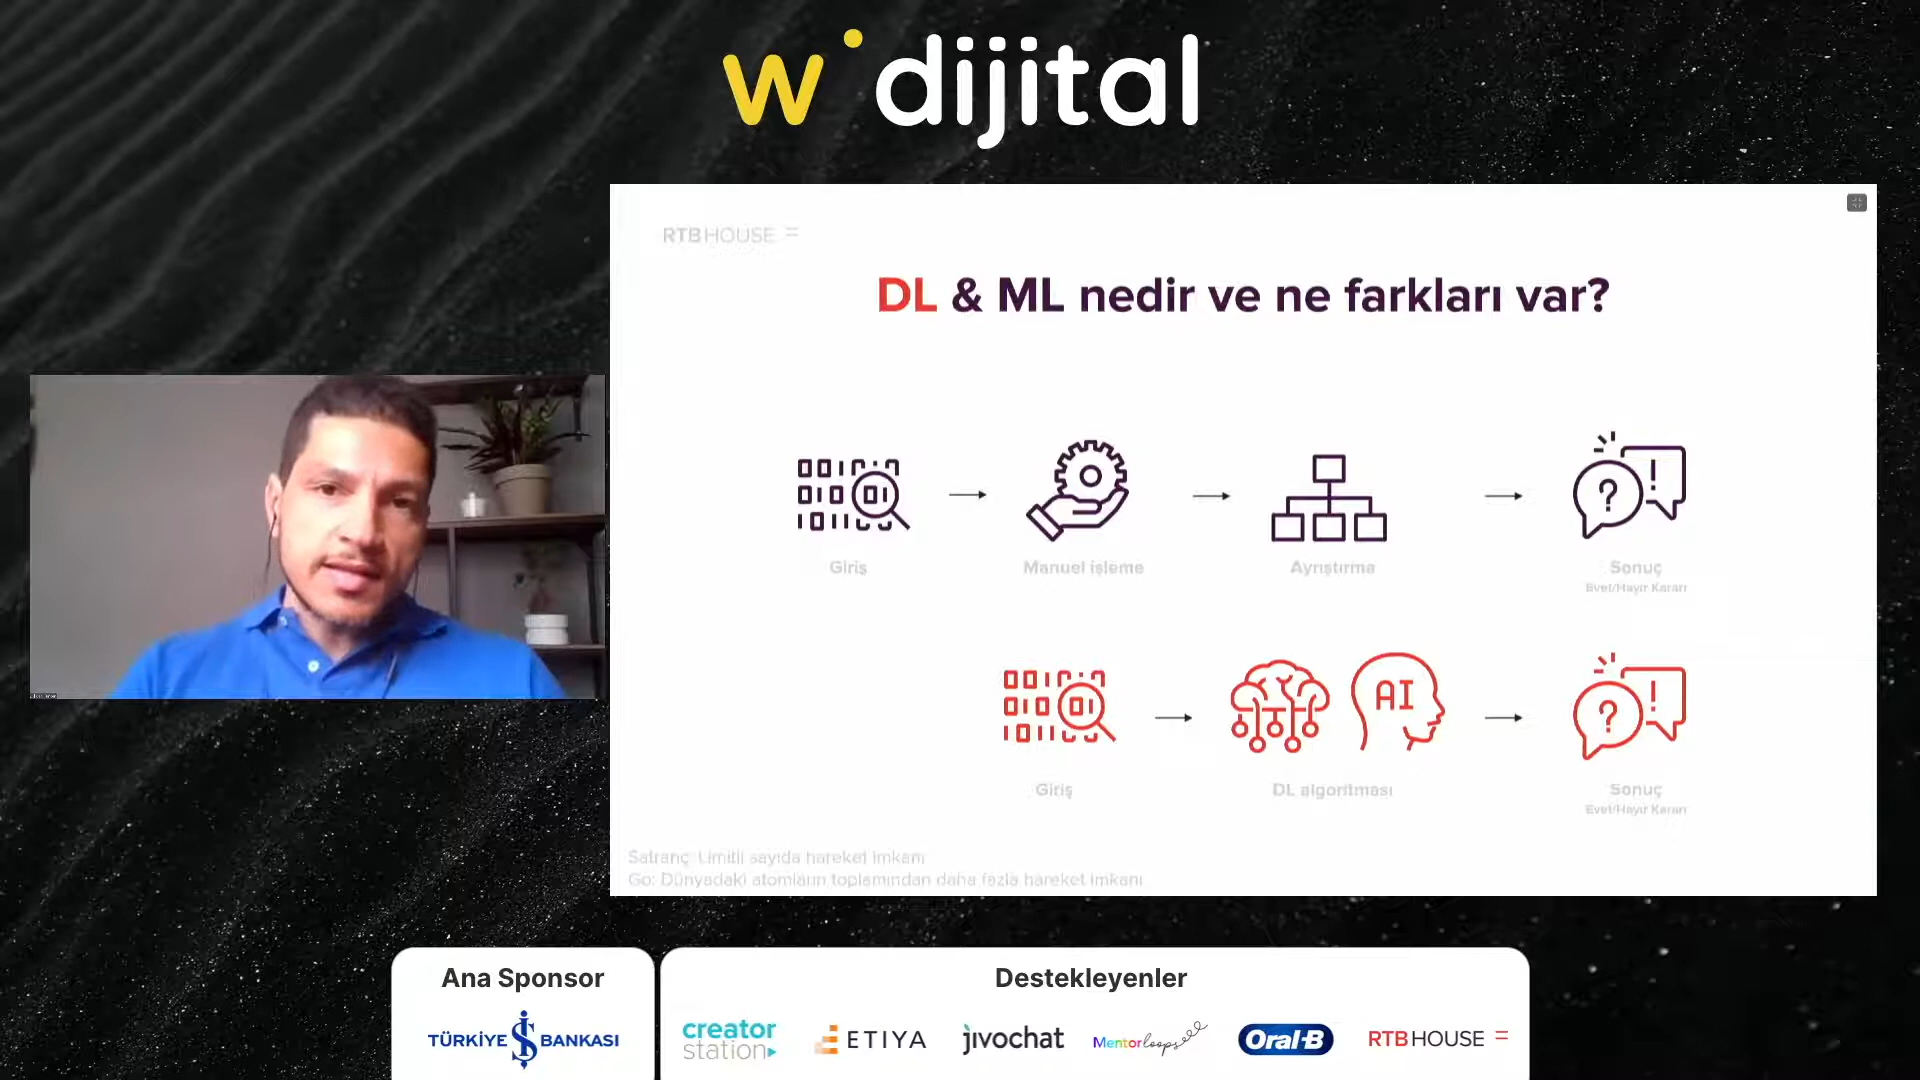 w dijital
RTBHOUSE
DL & ML nedir ve ne farkları var?
Giriş
Manuel işleme
Ayrıştırma
Sonuç
Evet/Hayır Kararı
AI
Giriş
DL algoritması
Sonuç
Evet/Hayır Kararı
Satranç: Limitli sayıda hareket imkanı
Go: Dünyadaki atomların toplamından daha fazla hareket imkanı
Ana Sponsor
Destekleyenler
TÜRKİYE İŞ BANKASI
creator station
ETIYA
jivochat
Mentorloops
Oral-B
RTBHOUSE